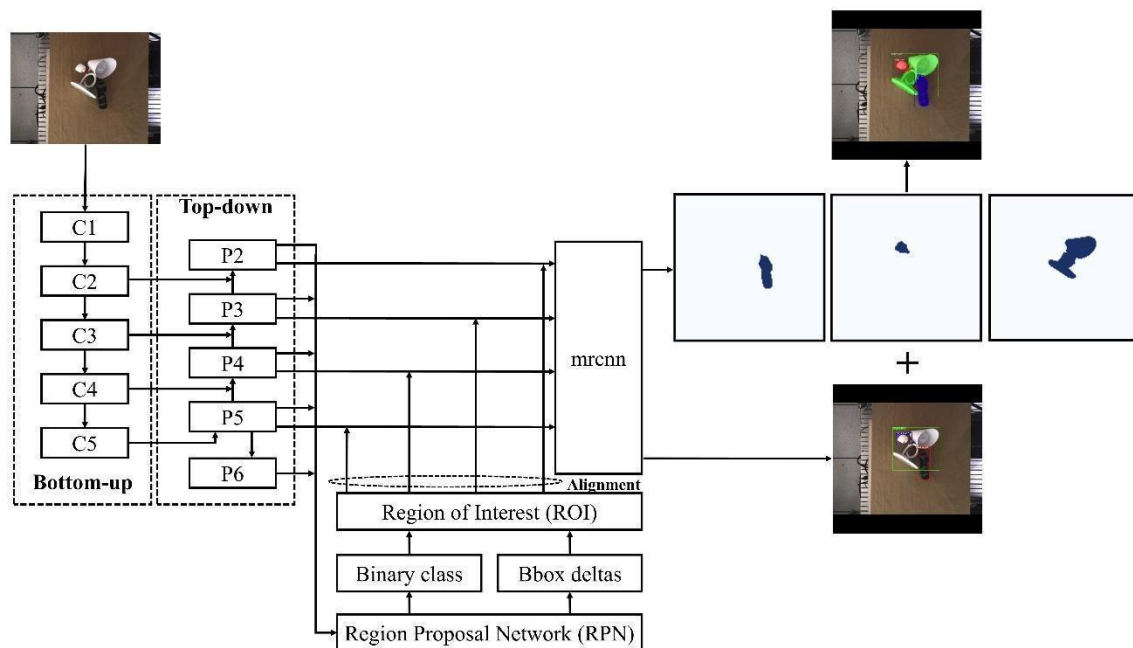 Top-down
C1
C2
C3
C4
C5
Bottom-up
P2
P3
P4
P5
P6
mrcnn
+
Alignment
Region of Interest (ROI)
Binary class
Bbox deltas
Region Proposal Network (RPN)